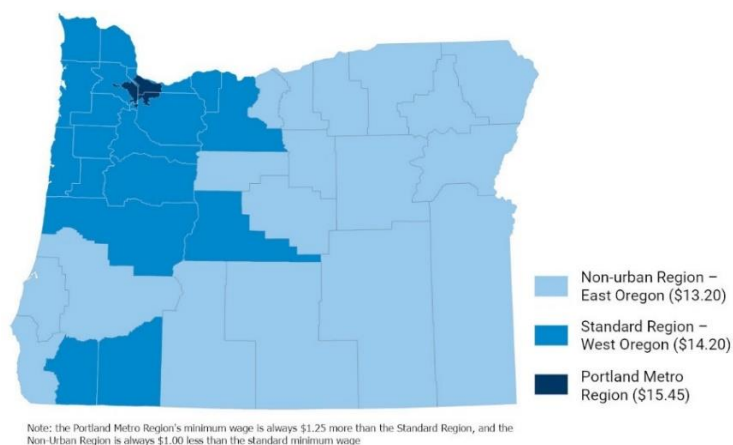 Non-urban Region –
East Oregon ($13.20)
Standard Region –
West Oregon ($14.20)
Portland Metro
Region ($15.45)
Note: the Portland Metro Region's minimum wage is always $1.25 more than the Standard Region, and the
Non-Urban Region is always $1.00 less than the standard minimum wage